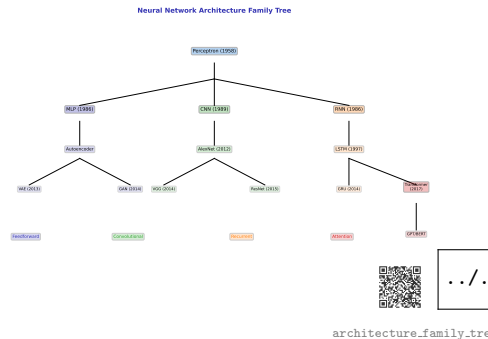 Neural Network Architecture Family Tree
Perceptron (1958)
MLP (1986) CNN (1989) RNN (1986)
Autoencoder AlexNet (2012) LSTM (1997)
VAE (2013) GAN (2014) VGG (2014) ResNet (2015) GRU (2014) Transformer
(2017)
GPT/BERT
Feedforward Convolutional Recurrent Attention
../.
architecture_family_tre